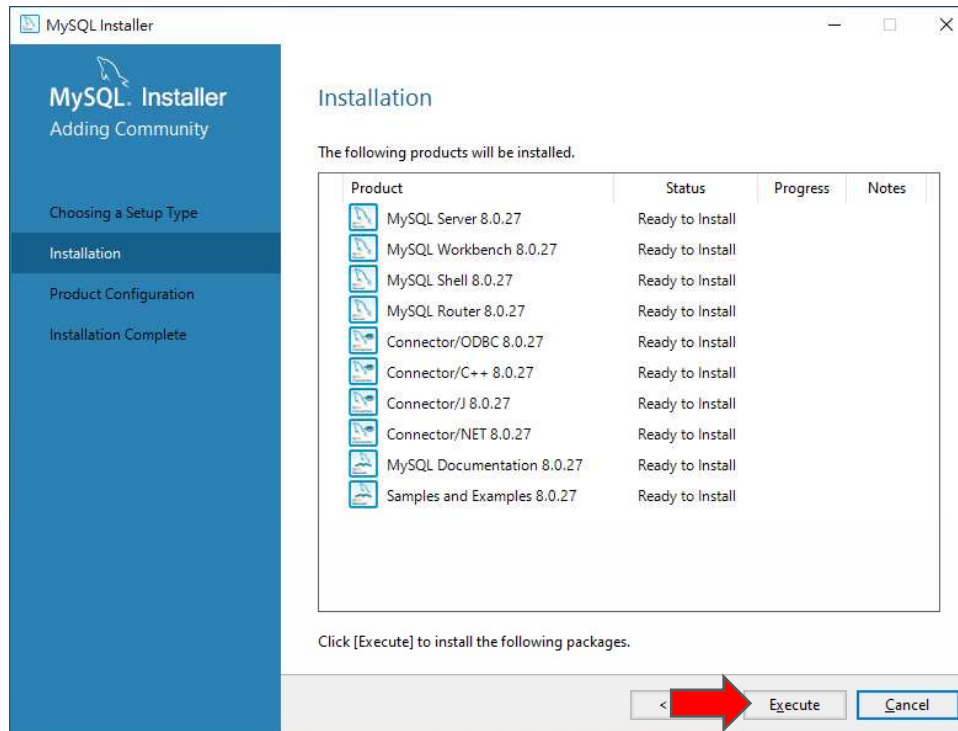 MySQL Installer
MySQL. Installer
Adding Community
Choosing a Setup Type
Installation
Product Configuration
Installation Complete
Installation
The following products will be installed.
Product Status Progress Notes
MySQL Server 8.0.27 Ready to Install
MySQL Workbench 8.0.27 Ready to Install
MySQL Shell 8.0.27 Ready to Install
MySQL Router 8.0.27 Ready to Install
Connector/ODBC 8.0.27 Ready to Install
Connector/C++ 8.0.27 Ready to Install
Connector/J 8.0.27 Ready to Install
Connector/NET 8.0.27 Ready to Install
MySQL Documentation 8.0.27 Ready to Install
Samples and Examples 8.0.27 Ready to Install
Click [Execute] to install the following packages.
< Execute Cancel